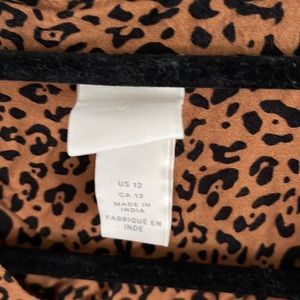 US 12
CA 12
MADE IN
INDIA
FABRIQUÉ EN
INDE